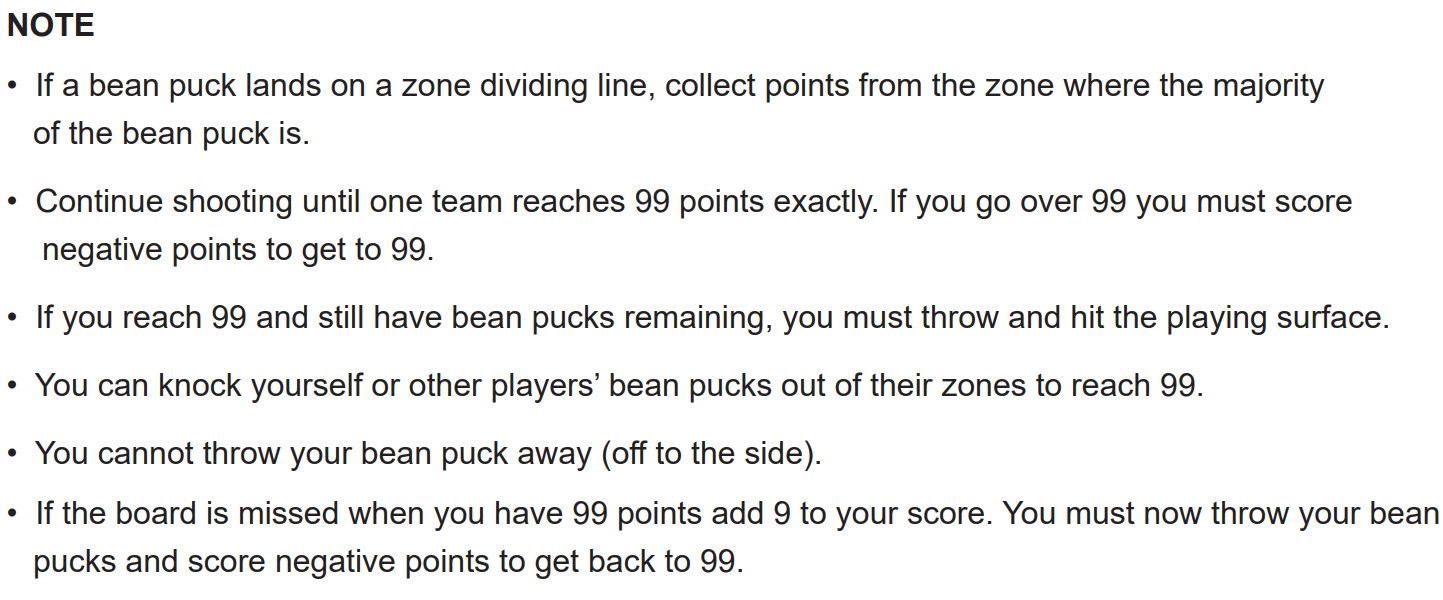 NOTE
• If a bean puck lands on a zone dividing line, collect points from the zone where the majority
of the bean puck is.
• Continue shooting until one team reaches 99 points exactly. If you go over 99 you must score
negative points to get to 99.
• If you reach 99 and still have bean pucks remaining, you must throw and hit the playing surface.
• You can knock yourself or other players’ bean pucks out of their zones to reach 99.
• You cannot throw your bean puck away (off to the side).
• If the board is missed when you have 99 points add 9 to your score. You must now throw your bean
pucks and score negative points to get back to 99.